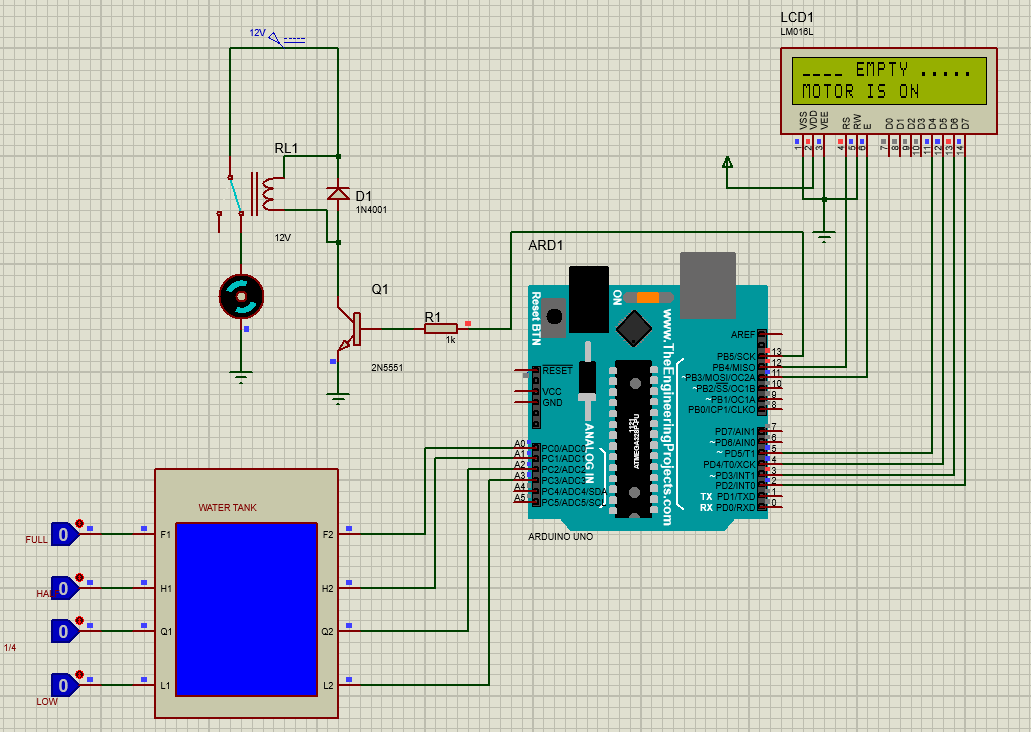 LCD1
LM016L
____ EMPTY .....
MOTOR IS ON
VSS VDD VEE RS RW E D0 D1 D2 D3 D4 D5 D6 D7
1 2 3 4 5 6 7 8 9 10 11 12 13 14
12V
RL1
12V
D1
1N4001
Q1
2N5551
R1
1k
ARD1
Reset BTN
ON
www.TheEngineeringProjects.com
ANALOG IN
RESET
VCC
GND
A0 PC0/ADC0
A1 PC1/ADC1
A2 PC2/ADC2
A3 PC3/ADC3
A4 PC4/ADC4/SDA
A5 PC5/ADC5/SCL
AREF
PB5/SCK 13
PB4/MISO 12
~PB3/MOSI/OC2A 11
~PB2/SS/OC1B 10
~PB1/OC1A 9
PB0/ICP1/CLKO 8
PD7/AIN1 7
~PD6/AIN0 6
~PD5/T1 5
PD4/T0/XCK 4
~PD3/INT1 3
PD2/INT0 2
TX PD1/TXD 1
RX PD0/RXD 0
ARDUINO UNO
WATER TANK
FULL 0 F1 F2
0 H1 H2
0 Q1 Q2
1/4
0 L1 L2
LOW